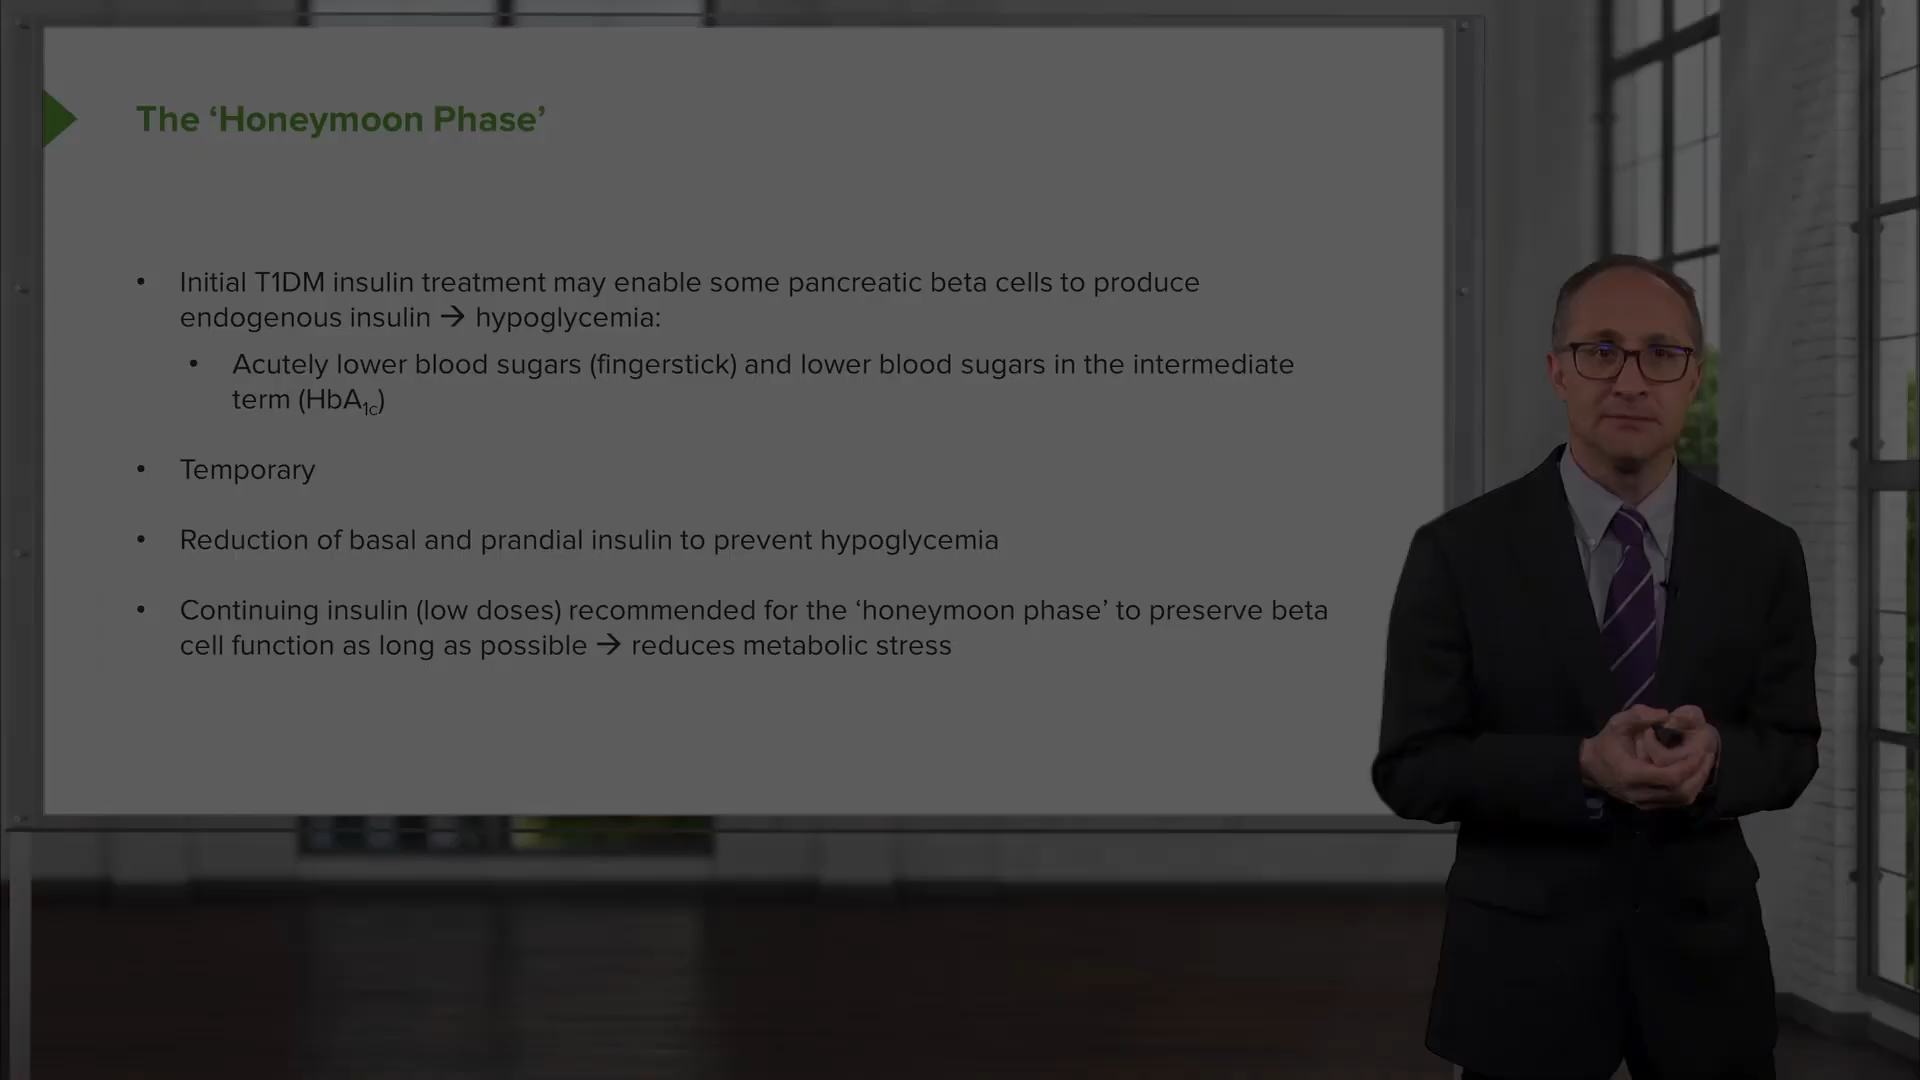 The ‘Honeymoon Phase’
• Initial T1DM insulin treatment may enable some pancreatic beta cells to produce
endogenous insulin → hypoglycemia:
• Acutely lower blood sugars (fingerstick) and lower blood sugars in the intermediate
term (HbA1c)
• Temporary
• Reduction of basal and prandial insulin to prevent hypoglycemia
• Continuing insulin (low doses) recommended for the ‘honeymoon phase’ to preserve beta
cell function as long as possible → reduces metabolic stress